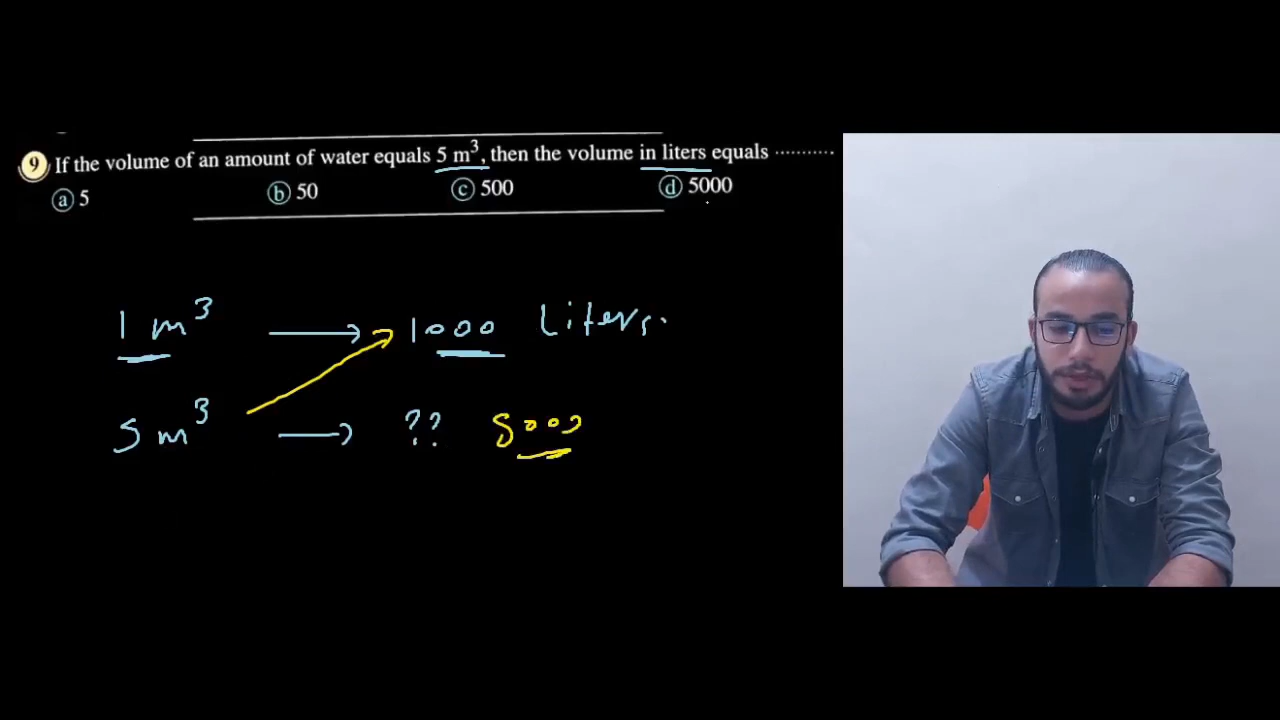 9 If the volume of an amount of water equals 5 m³, then the volume in liters equals ..........
a 5 b 50 c 500 d 5000
1 m³ → 1000 Liters.
5 m³ → ?? 5000